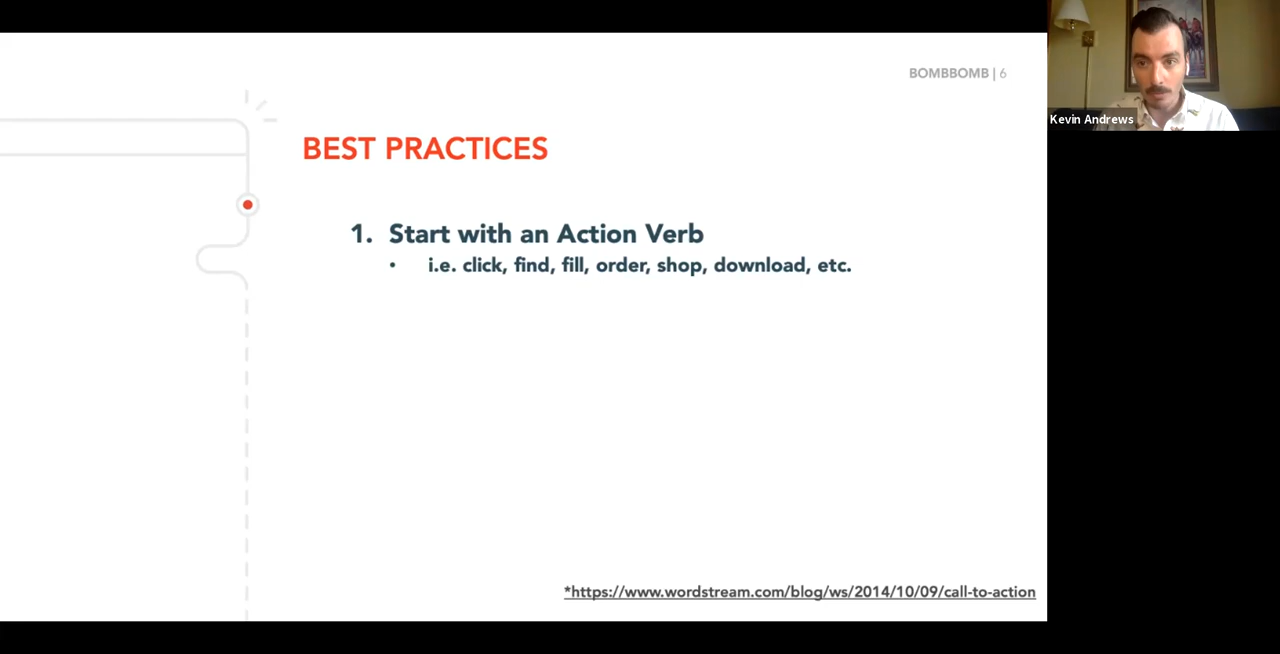 BOMBBOMB | 6
Kevin Andrews
BEST PRACTICES
1. Start with an Action Verb
• i.e. click, find, fill, order, shop, download, etc.
*https://www.wordstream.com/blog/ws/2014/10/09/call-to-action